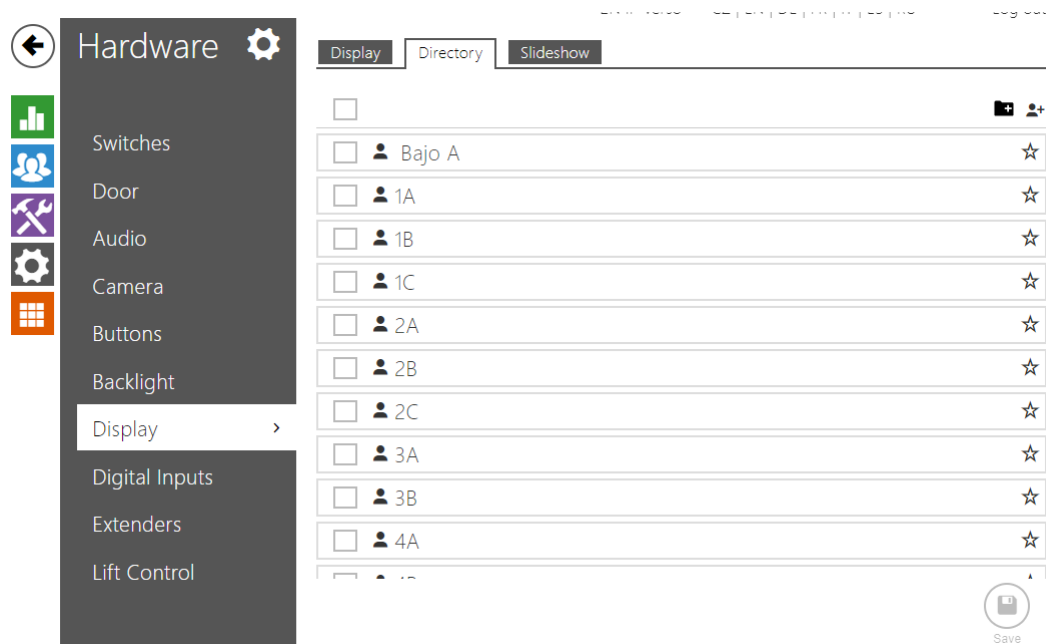 Hardware
Display
Directory
Slideshow
Switches
Door
Audio
Camera
Buttons
Backlight
Display
Digital Inputs
Extenders
Lift Control
Bajo A
1A
1B
1C
2A
2B
2C
3A
3B
4A
Save